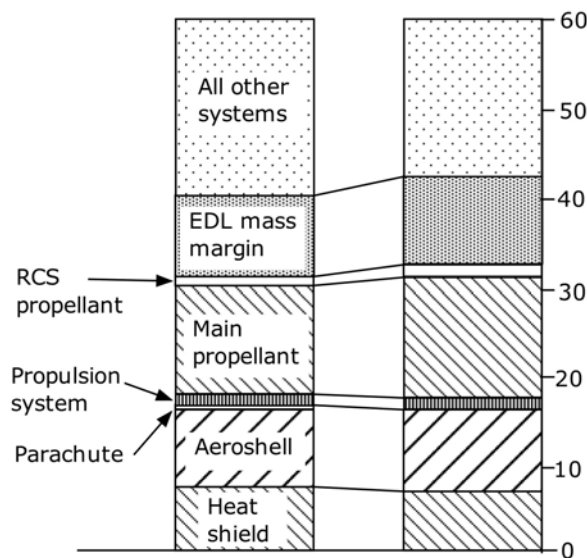 60
All other
systems
50
40
EDL mass
margin
RCS
propellant
30
Main
propellant
20
Propulsion
system
Parachute
Aeroshell
10
Heat
shield
0